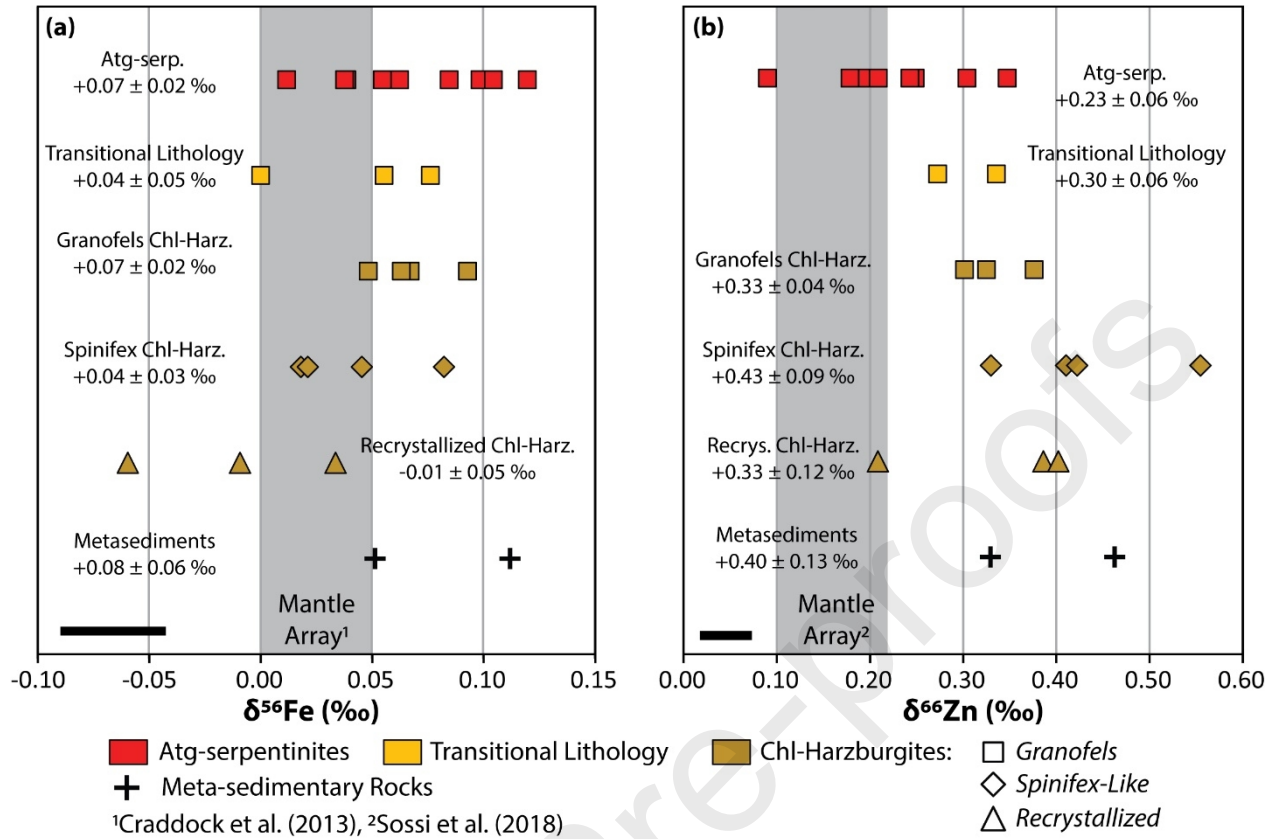 (a)
Atg-serp.
+0.07 ± 0.02 ‰
Transitional Lithology
+0.04 ± 0.05 ‰
Granofels Chl-Harz.
+0.07 ± 0.02 ‰
Spinifex Chl-Harz.
+0.04 ± 0.03 ‰
Recrystallized Chl-Harz.
-0.01 ± 0.05 ‰
Metasediments
+0.08 ± 0.06 ‰
Mantle
Array¹
-0.10 -0.05 0.00 0.05 0.10 0.15
δ⁵⁶Fe (‰)
(b)
Atg-serp.
+0.23 ± 0.06 ‰
Transitional Lithology
+0.30 ± 0.06 ‰
Granofels Chl-Harz.
+0.33 ± 0.04 ‰
Spinifex Chl-Harz.
+0.43 ± 0.09 ‰
Recrys. Chl-Harz.
+0.33 ± 0.12 ‰
Metasediments
+0.40 ± 0.13 ‰
Mantle
Array²
0.00 0.10 0.20 0.30 0.40 0.50 0.60
δ⁶⁶Zn (‰)
Atg-serpentinites Transitional Lithology Chl-Harzburgites: Granofels
Meta-sedimentary Rocks Spinifex-Like
¹Craddock et al. (2013), ²Sossi et al. (2018) Recrystallized
re-proofs